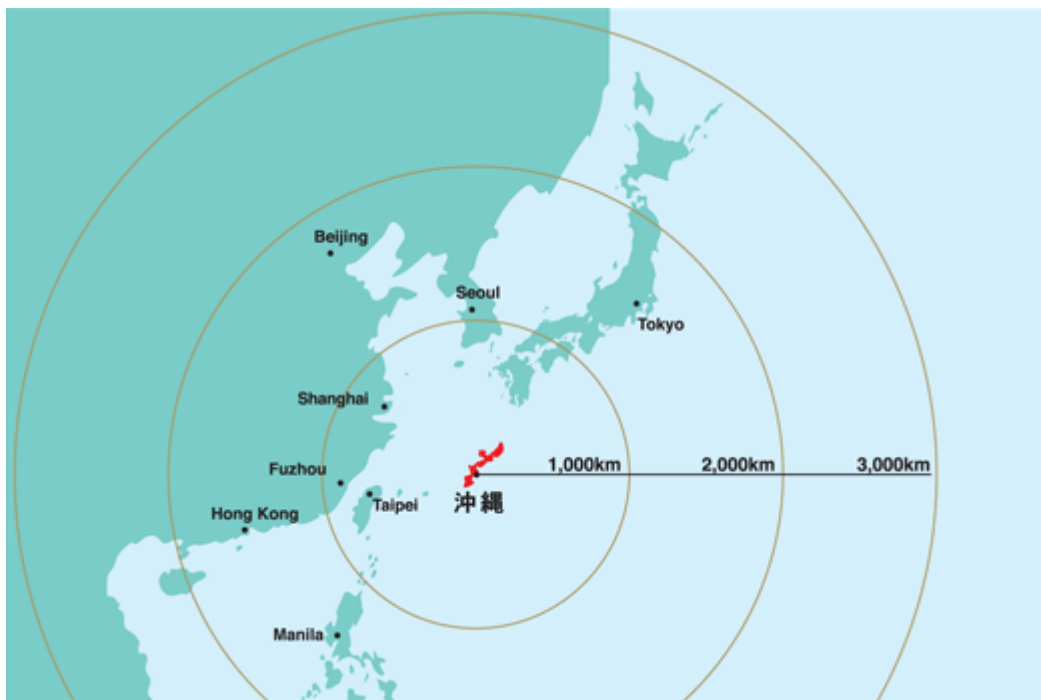 Beijing
Seoul
Tokyo
Shanghai
1,000km
2,000km
3,000km
Fuzhou
Taipei
沖縄
Hong Kong
Manila